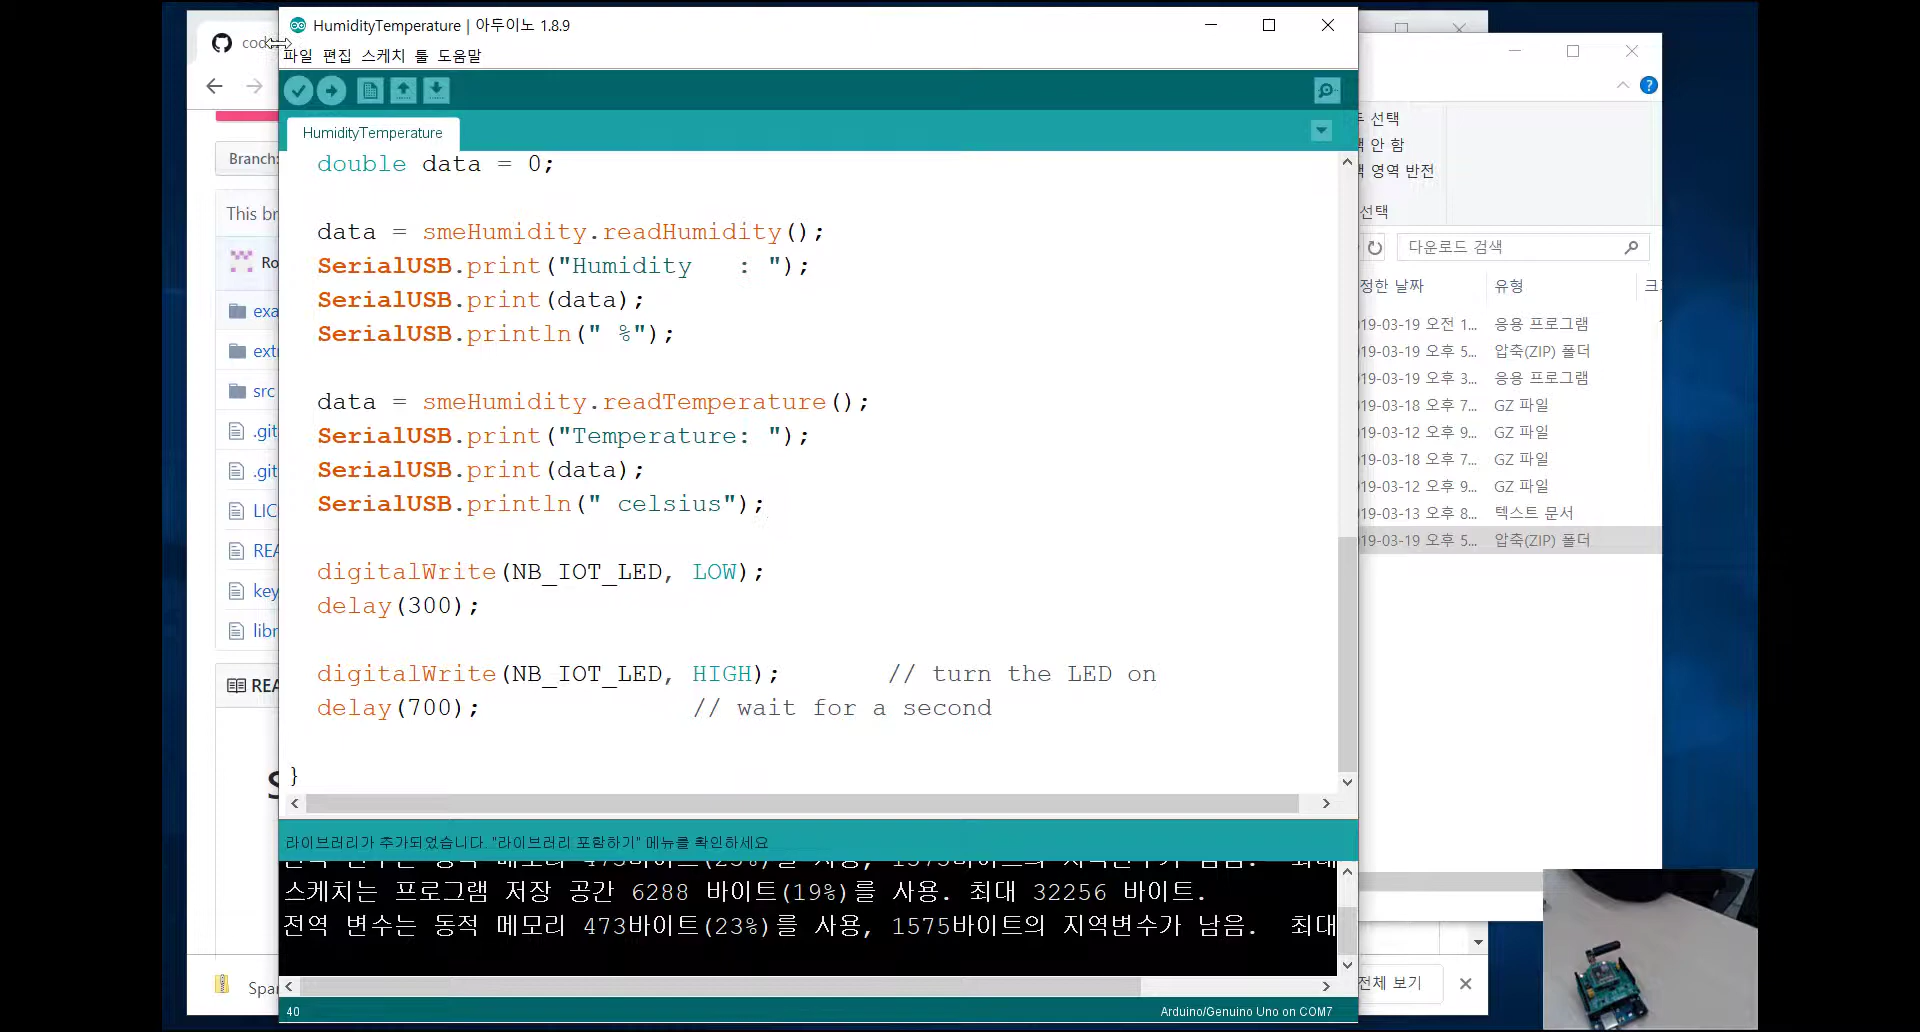 HumidityTemperature | 아두이노 1.8.9
파일 편집 스케치 툴 도움말
HumidityTemperature
double data = 0;
data = smeHumidity.readHumidity();
SerialUSB.print("Humidity   : ");
SerialUSB.print(data);
SerialUSB.println(" %");
data = smeHumidity.readTemperature();
SerialUSB.print("Temperature: ");
SerialUSB.print(data);
SerialUSB.println(" celsius");
digitalWrite(NB_IOT_LED, LOW);
delay(300);
digitalWrite(NB_IOT_LED, HIGH);       // turn the LED on
delay(700);              // wait for a second
}
라이브러리가 추가되었습니다. "라이브러리 포함하기" 메뉴를 확인하세요
스케치는 프로그램 저장 공간 6288 바이트(19%)를 사용. 최대 32256 바이트.
전역 변수는 동적 메모리 473바이트(23%)를 사용, 1575바이트의 지역변수가 남음.  최대
40
Arduino/Genuino Uno on COM7
Branch:
This br
Ro
exa
ext
src
.git
.git
LIC
REA
key
libr
REA
Spar
선택
안 함
영역 반전
선택
다운로드 검색
정한 날짜 유형
19-03-19 오전 1... 응용 프로그램
19-03-19 오후 5... 압축(ZIP) 폴더
19-03-19 오후 3... 응용 프로그램
19-03-18 오후 7... GZ 파일
19-03-12 오후 9... GZ 파일
19-03-18 오후 7... GZ 파일
19-03-12 오후 9... GZ 파일
19-03-13 오후 8... 텍스트 문서
19-03-19 오후 5... 압축(ZIP) 폴더
전체 보기